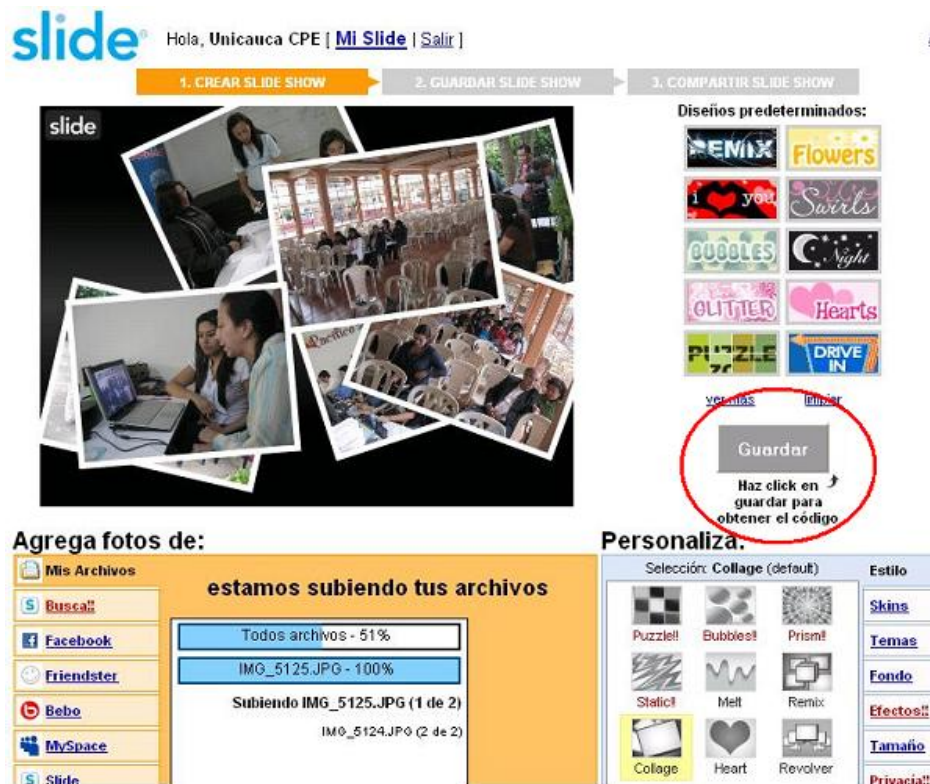 slide
Hola, Unicauca CPE [ Mi Slide | Salir ]
1. CREAR SLIDE SHOW
2. GUARDAR SLIDE SHOW
3. COMPARTIR SLIDE SHOW
slide
Pacífico
Diseños predeterminados:
REMIX
Flowers
i you
Swirls
BUBBLES
Night
GLITTER
Hearts
PUZZLE
DRIVE IN
ver más
limpiar
Guardar
Haz click en
guardar para
obtener el código
Agrega fotos de:
Mis Archivos
Busca!!
Facebook
Friendster
Bebo
MySpace
Slide
estamos subiendo tus archivos
Todos archivos - 51%
IMG_5125.JPG - 100%
Subiendo IMG_5125.JPG (1 de 2)
IMG_5124.JPG (2 de 2)
Personaliza:
Selección: Collage (default)
Puzzle!!
Bubbles!!
Prism!!
Static!!
Melt
Remix
Collage
Heart
Revolver
Estilo
Skins
Temas
Fondo
Efectos!!
Tamaño
Privacía!!